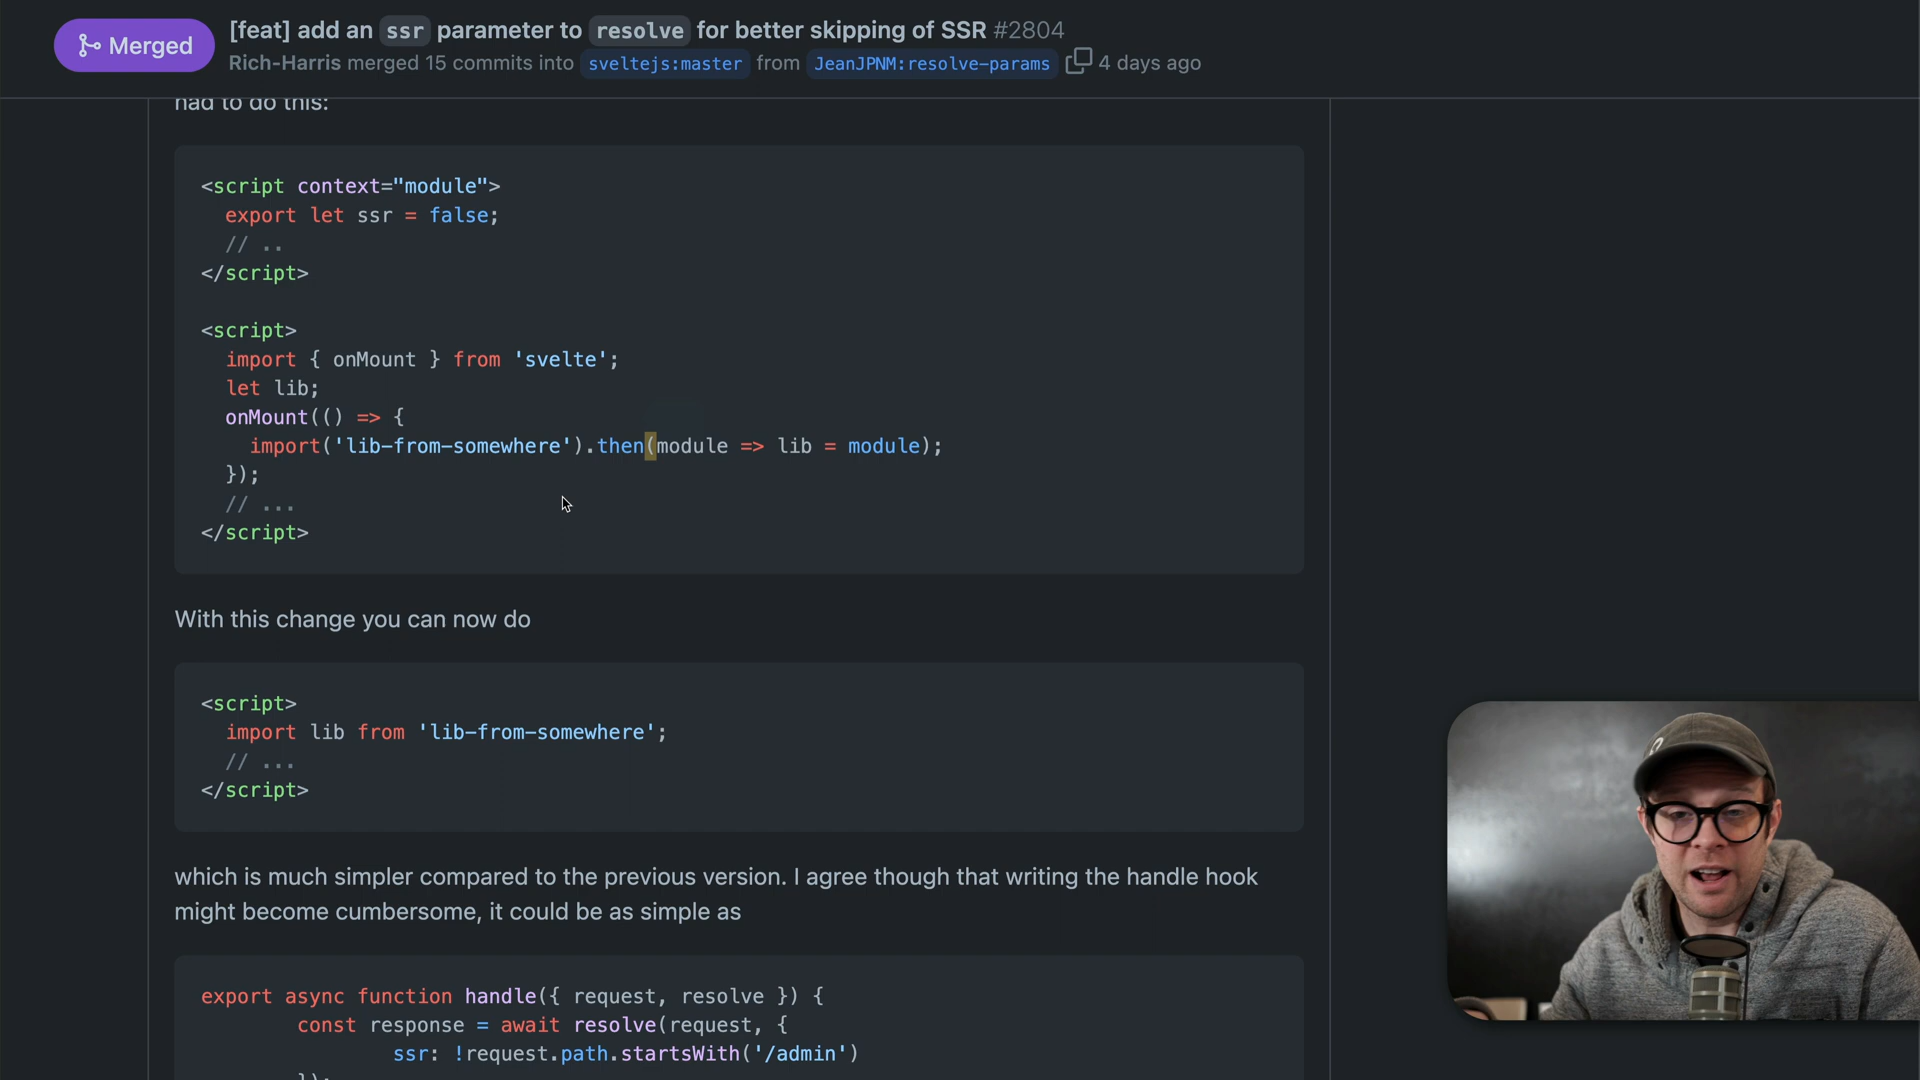 Merged
[feat] add an ssr parameter to resolve for better skipping of SSR #2804
Rich-Harris merged 15 commits into sveltejs:master from JeanJPNM:resolve-params 4 days ago
had to do this:
<script context="module">
  export let ssr = false;
  // ..
</script>
<script>
  import { onMount } from 'svelte';
  let lib;
  onMount(() => {
    import('lib-from-somewhere').then(module => lib = module);
  });
  // ...
</script>
With this change you can now do
<script>
  import lib from 'lib-from-somewhere';
  // ...
</script>
which is much simpler compared to the previous version. I agree though that writing the handle hook
might become cumbersome, it could be as simple as
export async function handle({ request, resolve }) {
        const response = await resolve(request, {
                ssr: !request.path.startsWith('/admin')
        });